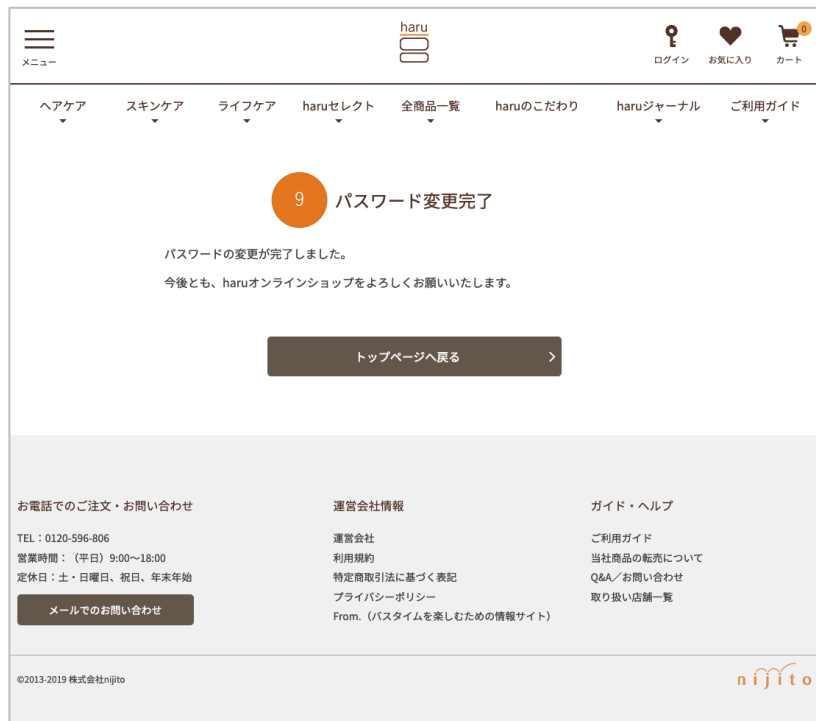 haru
メニュー
ログイン
お気に入り
0
カート
ヘアケア
スキンケア
ライフケア
haruセレクト
全商品一覧
haruのこだわり
haruジャーナル
ご利用ガイド
9
パスワード変更完了
パスワードの変更が完了しました。
今後とも、haruオンラインショップをよろしくお願いいたします。
トップページへ戻る
お電話でのご注文・お問い合わせ
TEL：0120-596-806
営業時間：（平日）9:00〜18:00
定休日：土・日曜日、祝日、年末年始
メールでのお問い合わせ
運営会社情報
運営会社
利用規約
特定商取引法に基づく表記
プライバシーポリシー
From.（バスタイムを楽しむための情報サイト）
ガイド・ヘルプ
ご利用ガイド
当社商品の転売について
Q&A／お問い合わせ
取り扱い店舗一覧
©2013-2019 株式会社nijito
nijito